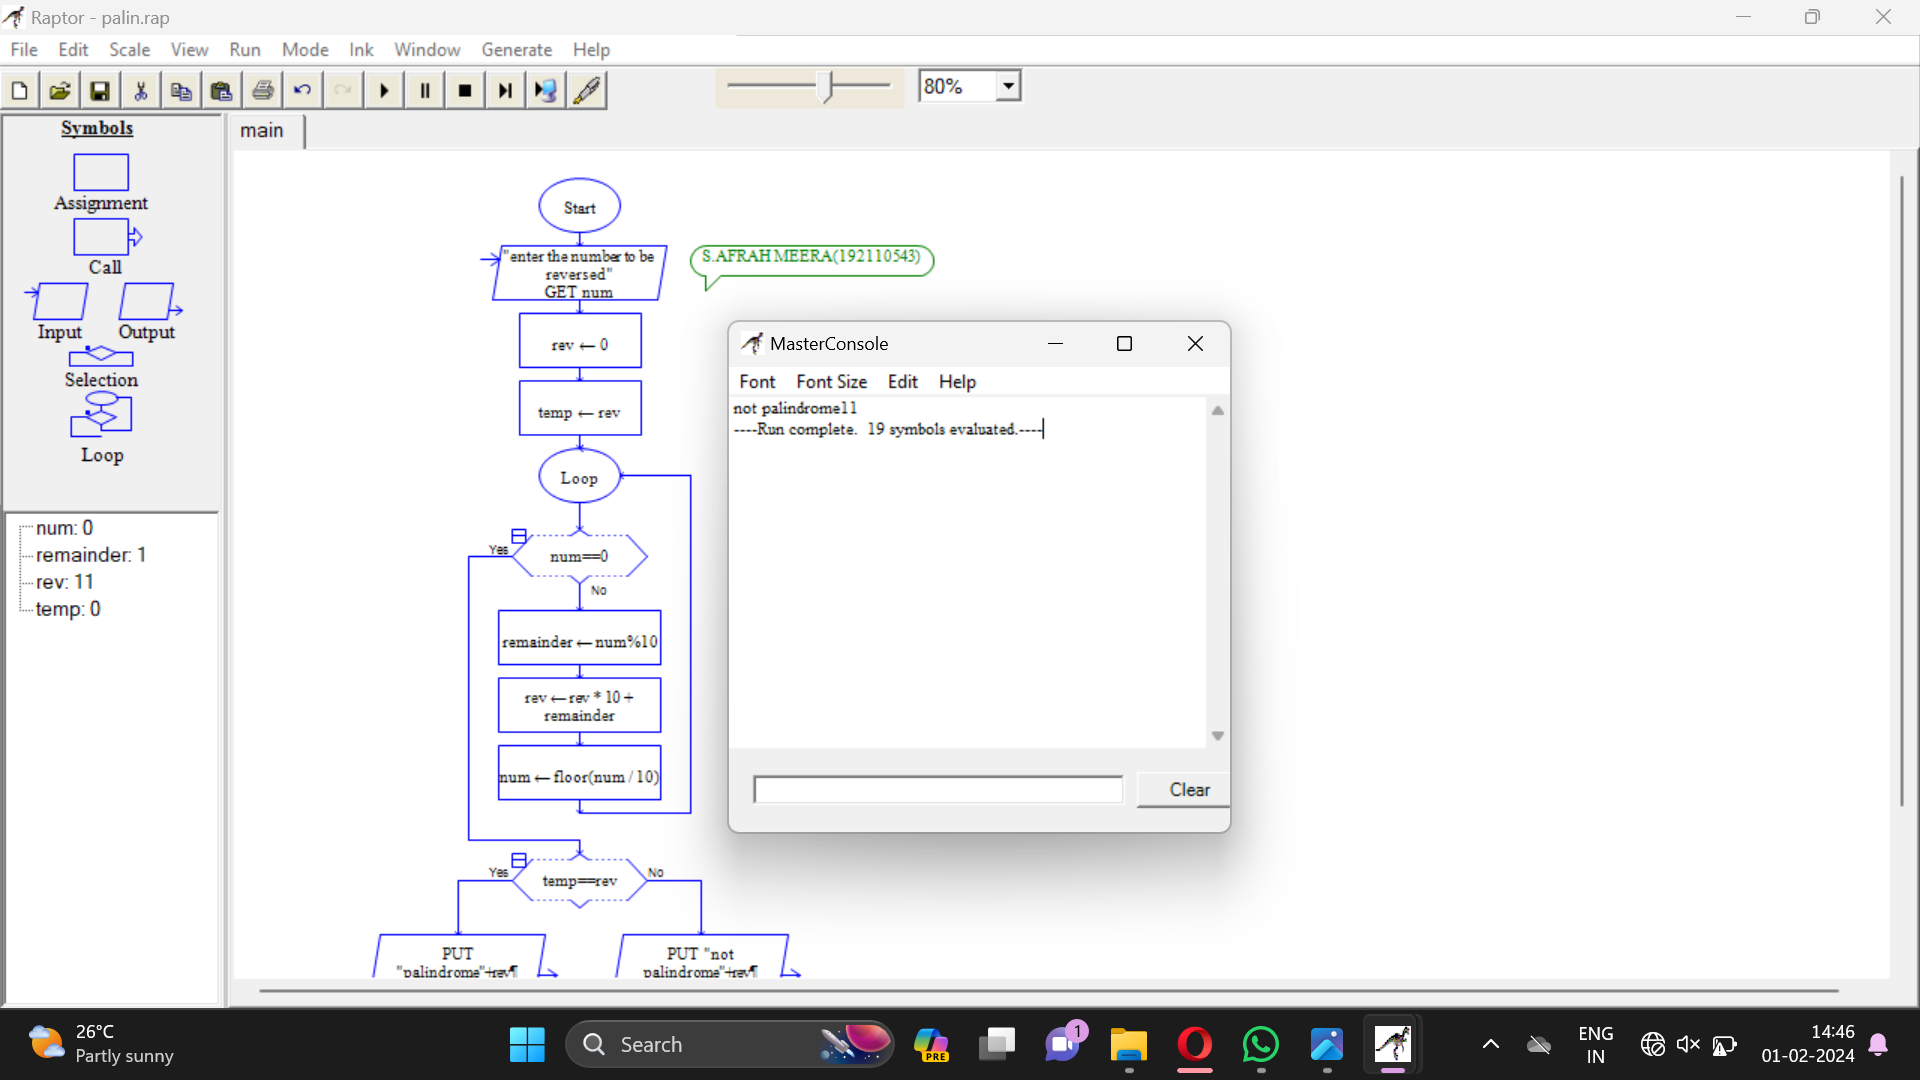 Raptor - palin.rap
File Edit Scale View Run Mode Ink Window Generate Help
80%
Symbols
Assignment
Call
Input Output
Selection
Loop
num: 0
remainder: 1
rev: 11
temp: 0
main
Start
"enter the number to be
reversed"
GET num
S.AFRAH MEERA(192110543)
rev ← 0
temp ← rev
Loop
Yes
num==0
No
remainder ← num%10
rev ← rev * 10 +
remainder
num ← floor(num / 10)
Yes
temp==rev
No
PUT
"palindrome"+rev¶
PUT "not
palindrome"+rev¶
MasterConsole
Font Font Size Edit Help
not palindrome11
----Run complete.  19 symbols evaluated.----
Clear
26°C
Partly sunny
Search
PRE
1
ENG
IN
14:46
01-02-2024